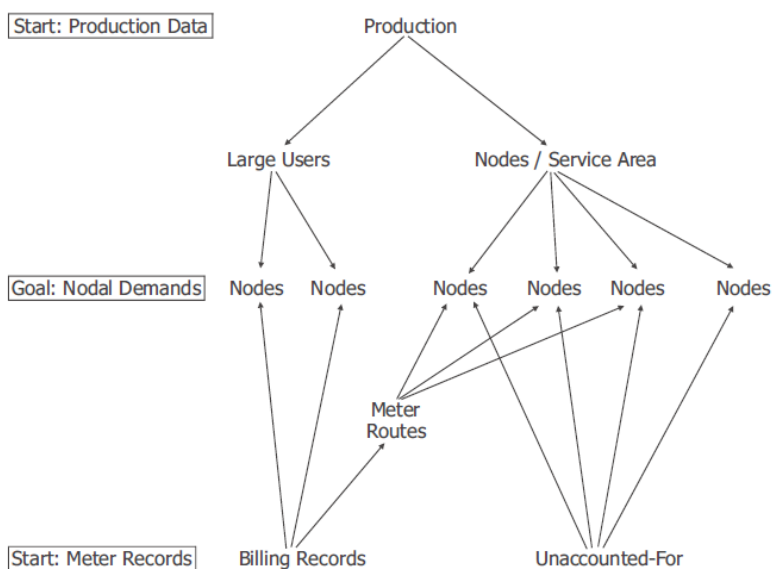 Start: Production Data
Production
Large Users
Nodes / Service Area
Goal: Nodal Demands
Nodes
Nodes
Nodes
Nodes
Nodes
Nodes
Meter
Routes
Start: Meter Records
Billing Records
Unaccounted-For